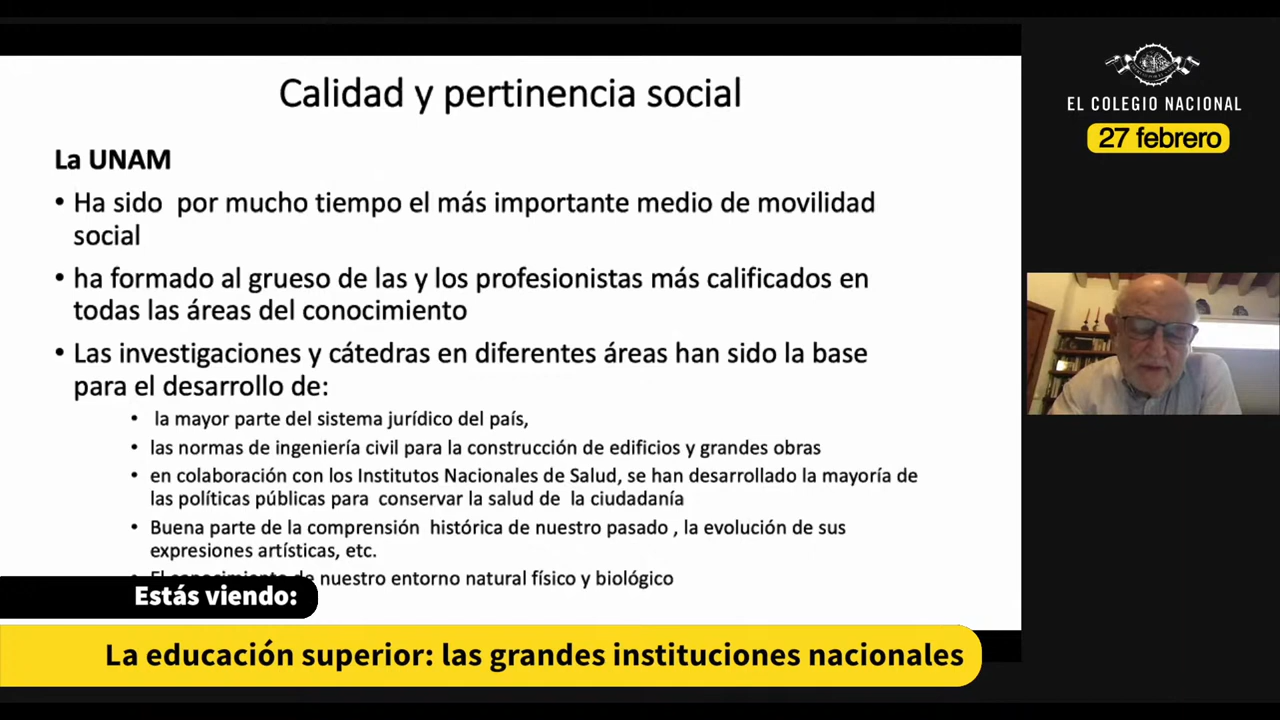 Calidad y pertinencia social
La UNAM
• Ha sido por mucho tiempo el más importante medio de movilidad
social
• ha formado al grueso de las y los profesionistas más calificados en
todas las áreas del conocimiento
• Las investigaciones y cátedras en diferentes áreas han sido la base
para el desarrollo de:
• la mayor parte del sistema jurídico del país,
• las normas de ingeniería civil para la construcción de edificios y grandes obras
• en colaboración con los Institutos Nacionales de Salud, se han desarrollado la mayoría de
las políticas públicas para conservar la salud de la ciudadanía
• Buena parte de la comprensión histórica de nuestro pasado , la evolución de sus
expresiones artísticas, etc.
• El conocimiento de nuestro entorno natural físico y biológico
Estás viendo:
La educación superior: las grandes instituciones nacionales
EL COLEGIO NACIONAL
27 febrero